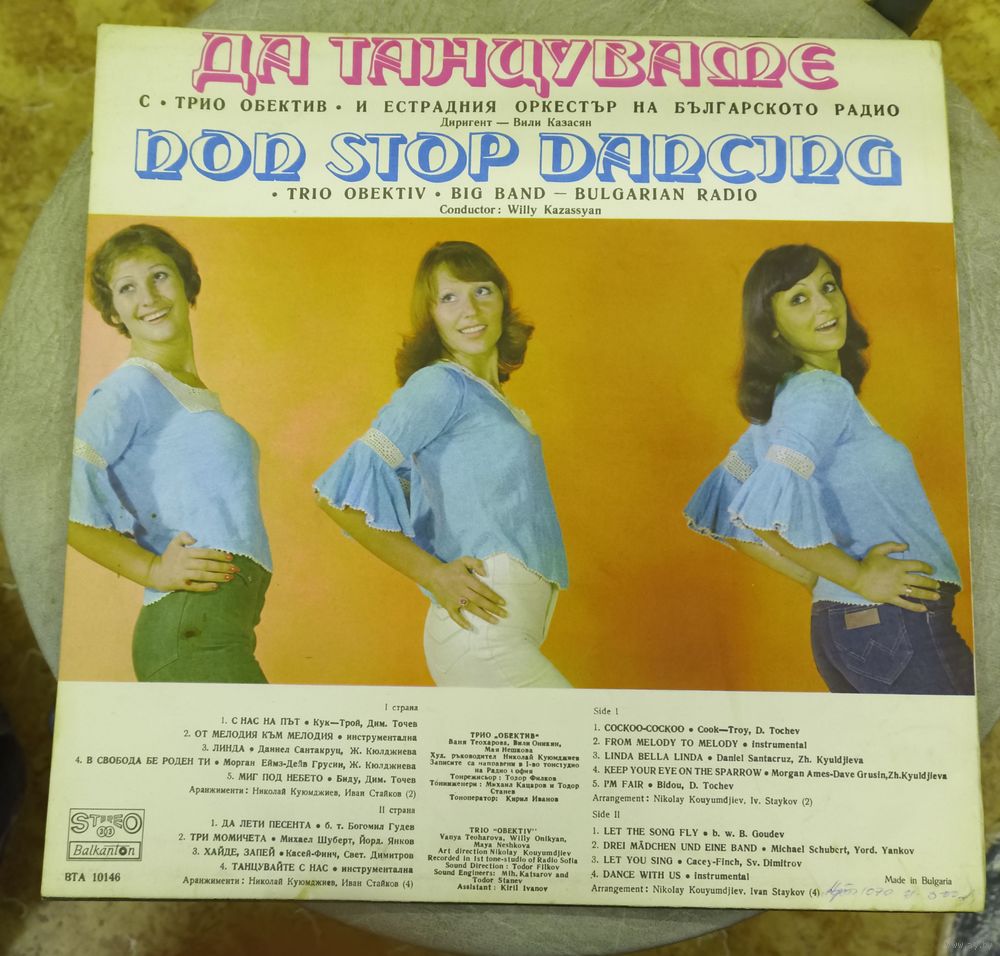 ДА ТАНЦУВАМЕ
С • ТРИО ОБЕКТИВ • И ЕСТРАДНИЯ ОРКЕСТЪР НА БЪЛГАРСКОТО РАДИО
Диригент — Вили Казасян
NON STOP DANCING
• TRIO OBEKTIV • BIG BAND — BULGARIAN RADIO
Conductor: Willy Kazassyan
I страна
1. С НАС НА ПЪТ • Кук—Трой, Дим. Точев
2. ОТ МЕЛОДИЯ КЪМ МЕЛОДИЯ • инструментална
3. ЛИНДА • Даниел Сантакруц, Ж. Кюлджиева
4. В СВОБОДА БЕ РОДЕН ТИ • Морган Еймз-Дейв Грусин, Ж. Кюлджиева
5. МИГ ПОД НЕБЕТО • Биду, Дим. Точев
Аранжименти: Николай Куюмджиев, Иван Стайков (2)
II страна
1. ДА ЛЕТИ ПЕСЕНТА • б. т. Богомил Гудев
2. ТРИ МОМИЧЕТА • Михаел Шуберт, Йорд. Янков
3. ХАЙДЕ, ЗАПЕЙ • Касей-Финч, Свет. Димитров
4. ТАНЦУВАЙТЕ С НАС • инструментална
Аранжименти: Николай Куюмджиев, Иван Стайков (4)
STEREO
33
Balkanton
ВТА 10146
ТРИО „ОБЕКТИВ“
Ваня Теохарова, Вили Оникян,
Мая Нешкова
Худ. ръководител Николай Куюмджиев
Записите са направени в I-во тонстудио
на Радио София
Тонрежисьор: Тодор Филков
Тонинженери: Михаил Кацаров и Тодор
Станев
Тоноператор: Кирил Иванов
TRIO "OBEKTIV"
Vanya Teoharova, Willy Onikyan,
Maya Neshkova
Art direction Nikolay Kouyumdjiev
Recorded in 1st tone-studio of Radio Sofia
Sound Direction: Todor Filkov
Sound Engineers: Mih. Katsarov and
Todor Stanev
Assistant: Kiril Ivanov
Side I
1. COCKOO-COCKOO • Cook—Troy, D. Tochev
2. FROM MELODY TO MELODY • instrumental
3. LINDA BELLA LINDA • Daniel Santacruz, Zh. Kyuldjieva
4. KEEP YOUR EYE ON THE SPARROW • Morgan Ames-Dave Grusin, Zh.Kyuldjieva
5. I'M FAIR • Bidou, D. Tochev
Arrangement: Nikolay Kouyumdjiev, Iv. Staykov (2)
Side II
1. LET THE SONG FLY • b. w. B. Goudev
2. DREI MÄDCHEN UND EINE BAND • Michael Schubert, Yord. Yankov
3. LET YOU SING • Cacey-Finch, Sv. Dimitrov
4. DANCE WITH US • instrumental
Arrangement: Nikolay Kouyumdjiev, Ivan Staykov (4)
Made in Bulgaria